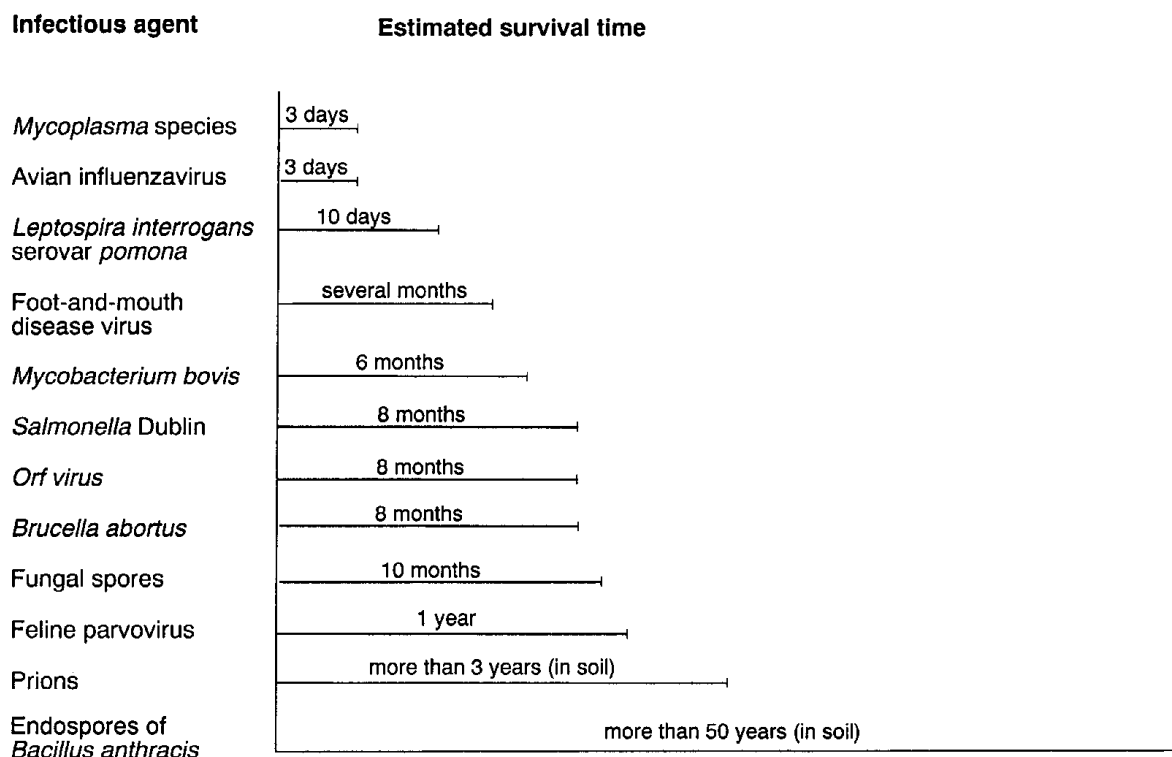 Infectious agent Estimated survival time
Mycoplasma species 3 days
Avian influenzavirus 3 days
Leptospira interrogans 10 days
serovar pomona
Foot-and-mouth several months
disease virus
Mycobacterium bovis 6 months
Salmonella Dublin 8 months
Orf virus 8 months
Brucella abortus 8 months
Fungal spores 10 months
Feline parvovirus 1 year
Prions more than 3 years (in soil)
Endospores of more than 50 years (in soil)
Bacillus anthracis